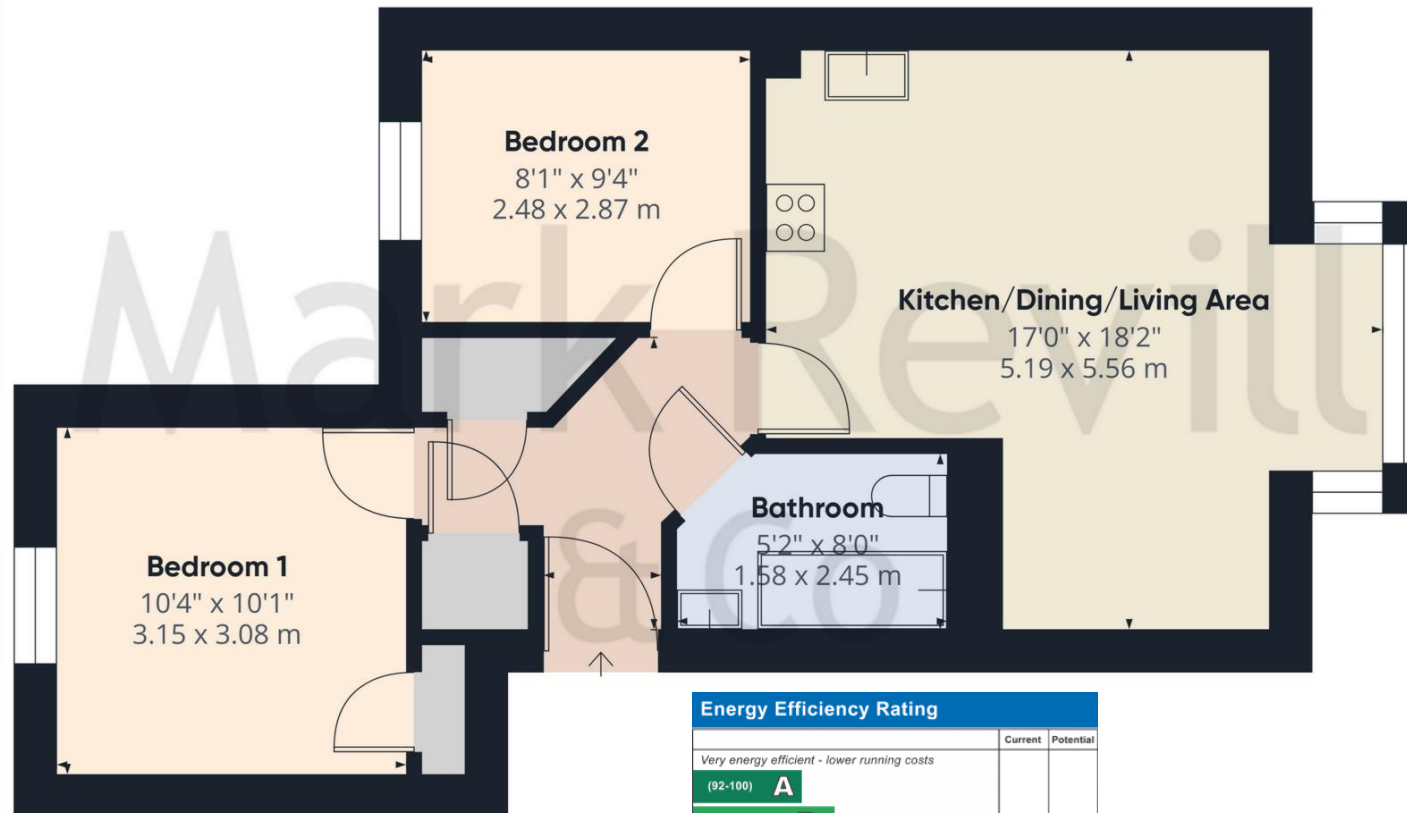 Mark Revill
& Co
Bedroom 2
8'1" x 9'4"
2.48 x 2.87 m
Kitchen/Dining/Living Area
17'0" x 18'2"
5.19 x 5.56 m
Bathroom
5'2" x 8'0"
1.58 x 2.45 m
Bedroom 1
10'4" x 10'1"
3.15 x 3.08 m
Energy Efficiency Rating
Current Potential
Very energy efficient - lower running costs
(92-100) A